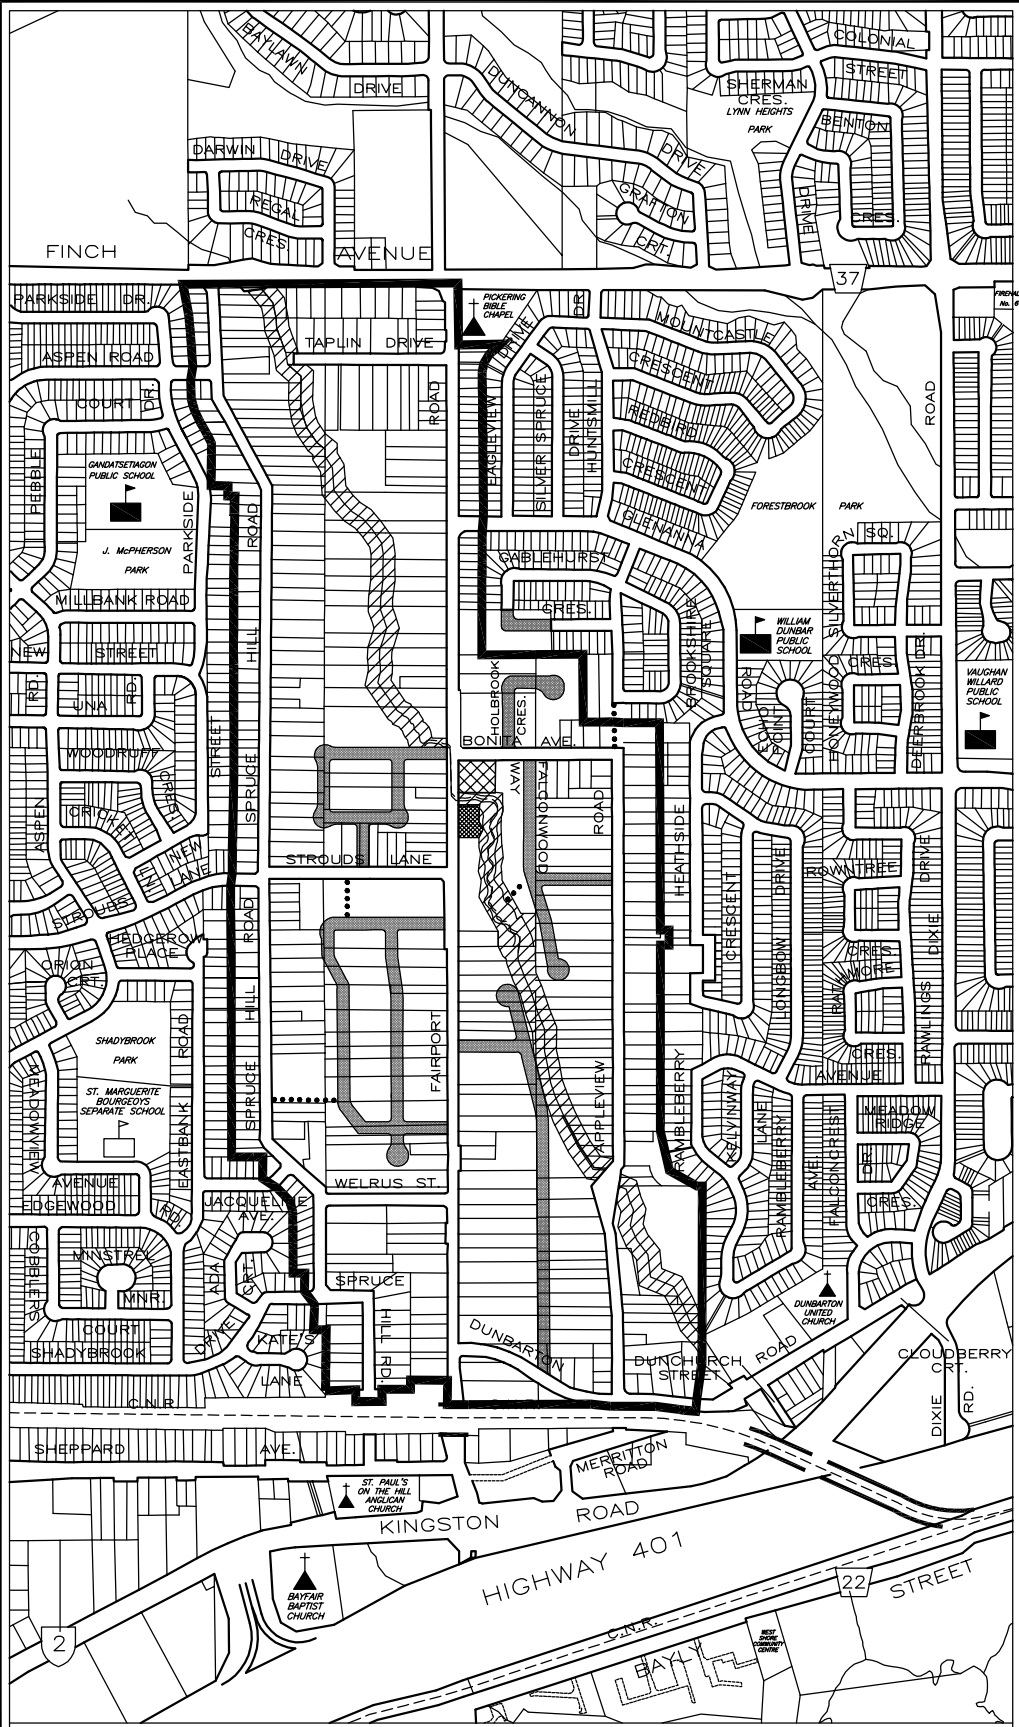 BAYLAWN
DRIVE
DUNCANNON
DRIVE
COLONIAL
STREET
SHERMAN
CRES.
LYNN HEIGHTS
PARK
BENTON
CRES.
DRIVE
DARWIN DRIVE
REGAL
CRES.
GRAFTON
CRT.
FINCH AVENUE
37
PARKSIDE DR.
ASPEN ROAD
COURT
DR.
PEBBLE
GANDATSETIAGON
PUBLIC SCHOOL
J. McPHERSON
PARK
PARKSIDE
MILLBANK ROAD
STREET
NEW
STREET
RD.
UNA
RD.
WOODRUFF
CRES.
ASPEN
CRICKET
LN.
NEW
LANE
STROUDS
HEDGEROW
PLACE
ORION
CRT.
SHADYBROOK
PARK
ST. MARGUERITE
BOURGEOYS
SEPARATE SCHOOL
MEADOWVIEW
AVENUE
EASTBANK ROAD
EDGEWOOD
RD.
COBBLERS
COURT
MINSTREL
MNR.
SHADYBROOK
DRIVE
JACQUELINE
AVE.
ADA
CRT.
KATE'S
LANE
TAPLIN DRIVE
ROAD
SPRUCE HILL ROAD
SPRUCE HILL ROAD
SPRUCE HILL
STROUDS LANE
FAIRPORT
WELRUS ST.
SPRUCE
HILL RD.
PICKERING
BIBLE
CHAPEL
EAGLEVIEW
DRIVE
SILVER SPRUCE
DRIVE
HUNTSMILL
DR.
MOUNTCASTLE
CRESCENT
REDBIRD
CRESCENT
GLENANNA
ROAD
GABLEHURST
CRES.
BROOKSHIRE
SQUARE
HOLBROOK
CRES.
BONITA AVE.
FALCONWOOD
WAY
APPLEVIEW
ROAD
HEATHSIDE
CRESCENT
RAMBLEBERRY
DUNBARTON
DUNCHURCH
STREET
ROAD
FORESTBROOK PARK
WILLIAM
DUNBAR
PUBLIC
SCHOOL
ECHO
POINT
COURT
SILVERTHORN
SQ.
HONEYWOOD
CRES.
DEERBROOK DR.
VAUGHAN
WILLARD
PUBLIC
SCHOOL
ROAD
DIXIE
LONGBOW DRIVE
ROWNTREE
CRES.
RATHMORE
CRES.
RAWLINGS
DRIVE
AVENUE
KELVINWAY
LANE
RAMBLEBERRY
AVE.
FALCONCREST
DR.
MEADOW
RIDGE
CRES.
DUNBARTON
UNITED
CHURCH
CLOUDBERRY
CRT.
DIXIE
RD.
C.N.R.
SHEPPARD AVE.
ST. PAUL'S
ON THE HILL
ANGLICAN
CHURCH
MERRITTON
ROAD
KINGSTON ROAD
HIGHWAY 401
BAYFAIR
BAPTIST
CHURCH
2
22
C.N.R.
BAYLY STREET
WEST
SHORE
COMMUNITY
CENTRE